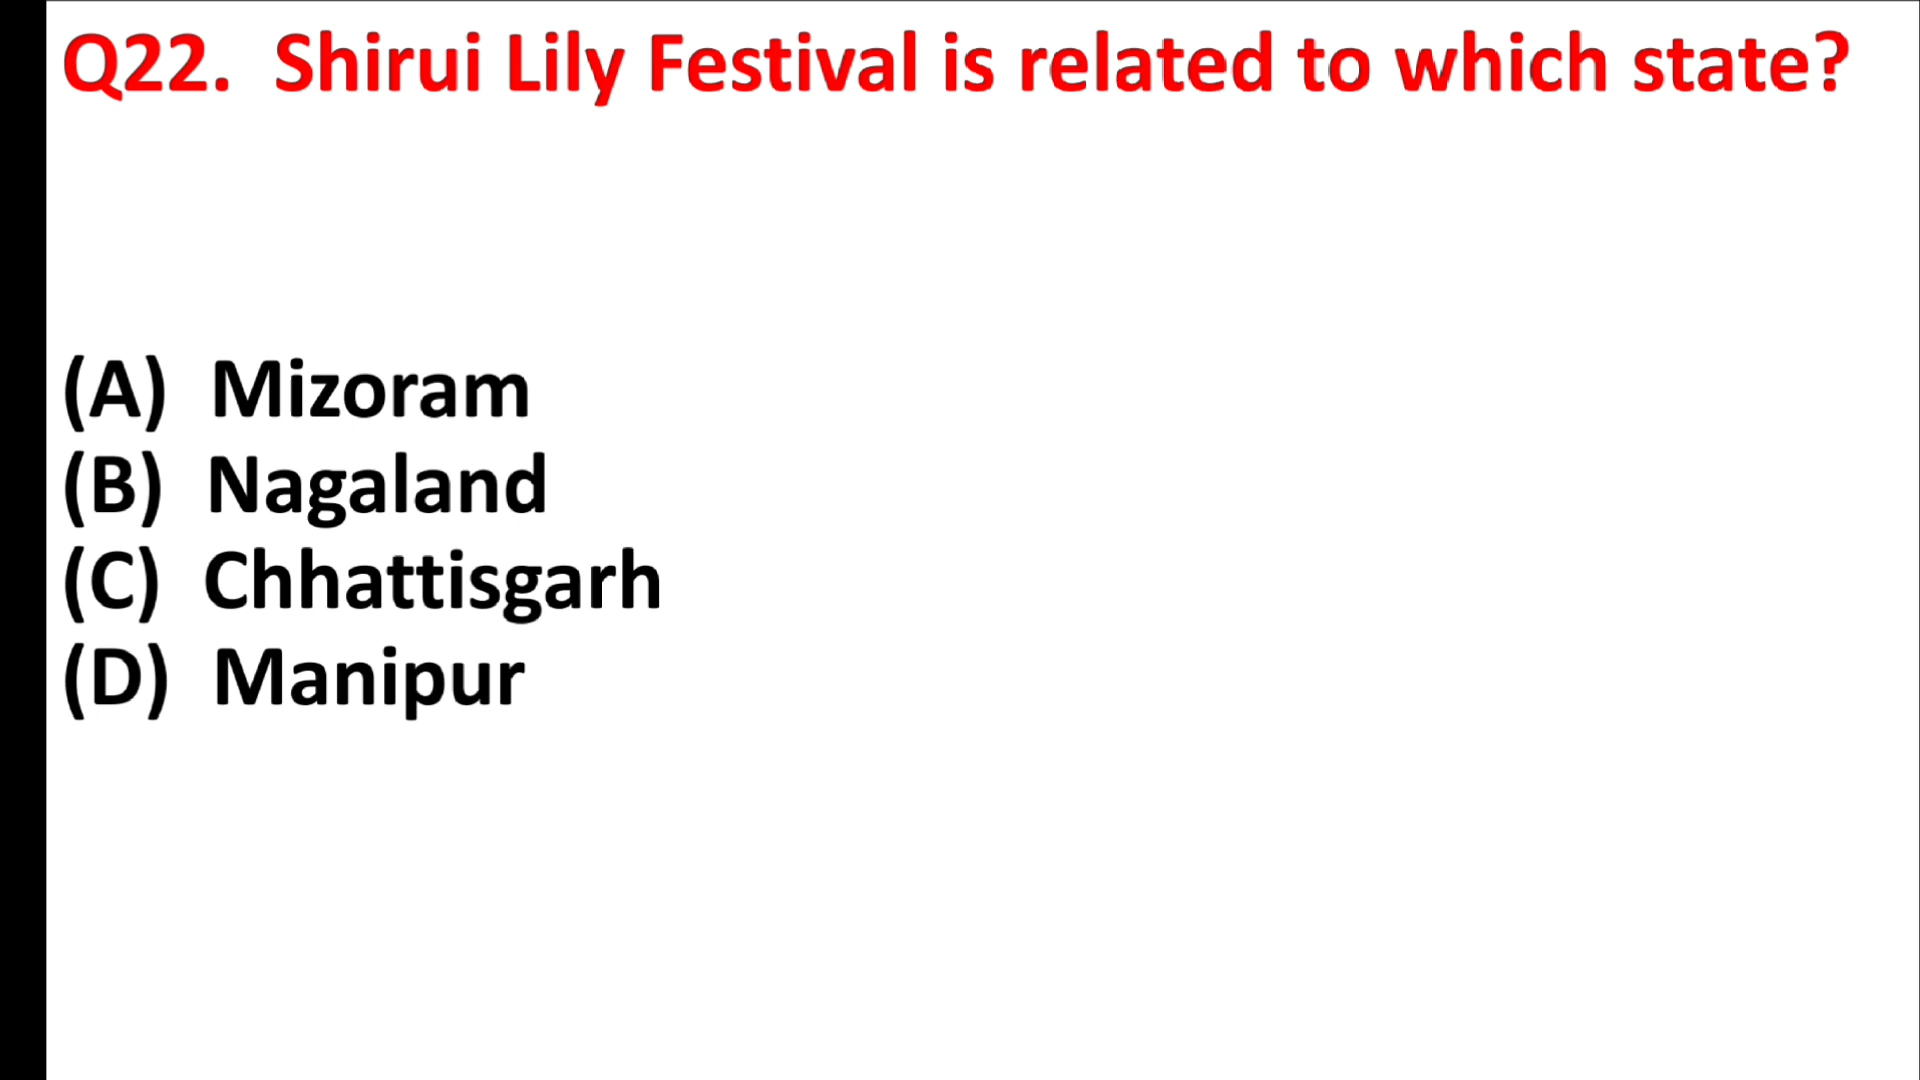 Q22. Shirui Lily Festival is related to which state?
(A) Mizoram
(B) Nagaland
(C) Chhattisgarh
(D) Manipur